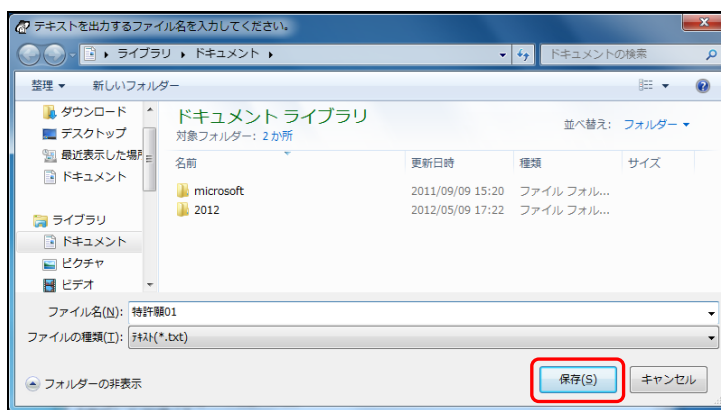 テキストを出力するファイル名を入力してください。
ライブラリ ▸ ドキュメント ▸
ドキュメントの検索
整理 ▼ 新しいフォルダー
ダウンロード
デスクトップ
最近表示した場所
ドキュメント
ライブラリ
ドキュメント
ピクチャ
ビデオ
ドキュメント ライブラリ
対象フォルダー: 2 か所
並べ替え: フォルダー ▼
名前 更新日時 種類 サイズ
microsoft 2011/09/09 15:20 ファイル フォル...
2012 2012/05/09 17:22 ファイル フォル...
ファイル名(N): 特許願01
ファイルの種類(T): テキスト(*.txt)
フォルダーの非表示
保存(S)
キャンセル